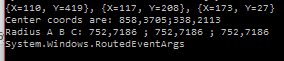 {X=110, Y=419}, {X=117, Y=208}, {X=173, Y=27}
Center coords are: 858,3705;338,2113
Radius A B C: 752,7186 ; 752,7186 ; 752,7186
System.Windows.RoutedEventArgs